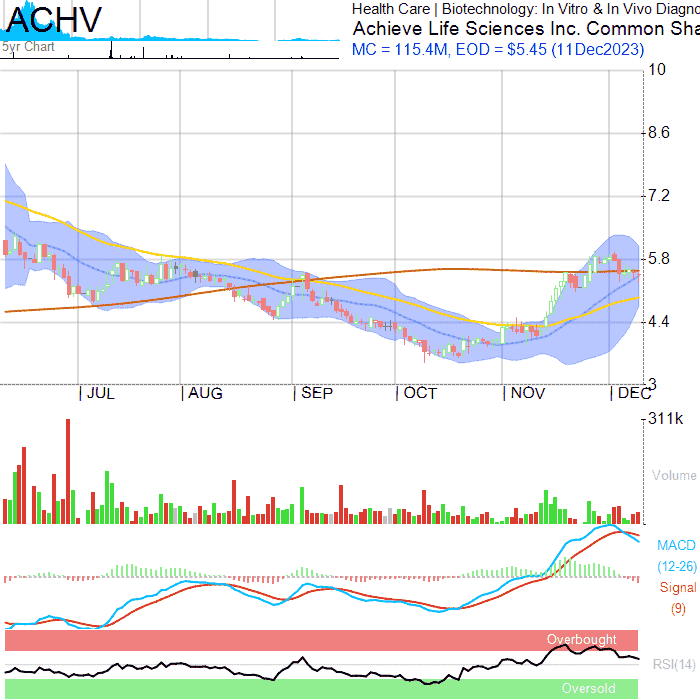 ACHV
5yr Chart
Health Care | Biotechnology: In Vitro & In Vivo Diagno
Achieve Life Sciences Inc. Common Sha
MC = 115.4M, EOD = $5.45 (11Dec2023)
10
8.6
7.2
5.8
4.4
3
JUL
AUG
SEP
OCT
NOV
DEC
311k
Volume
MACD
(12-26)
Signal
(9)
Overbought
RSI(14)
Oversold